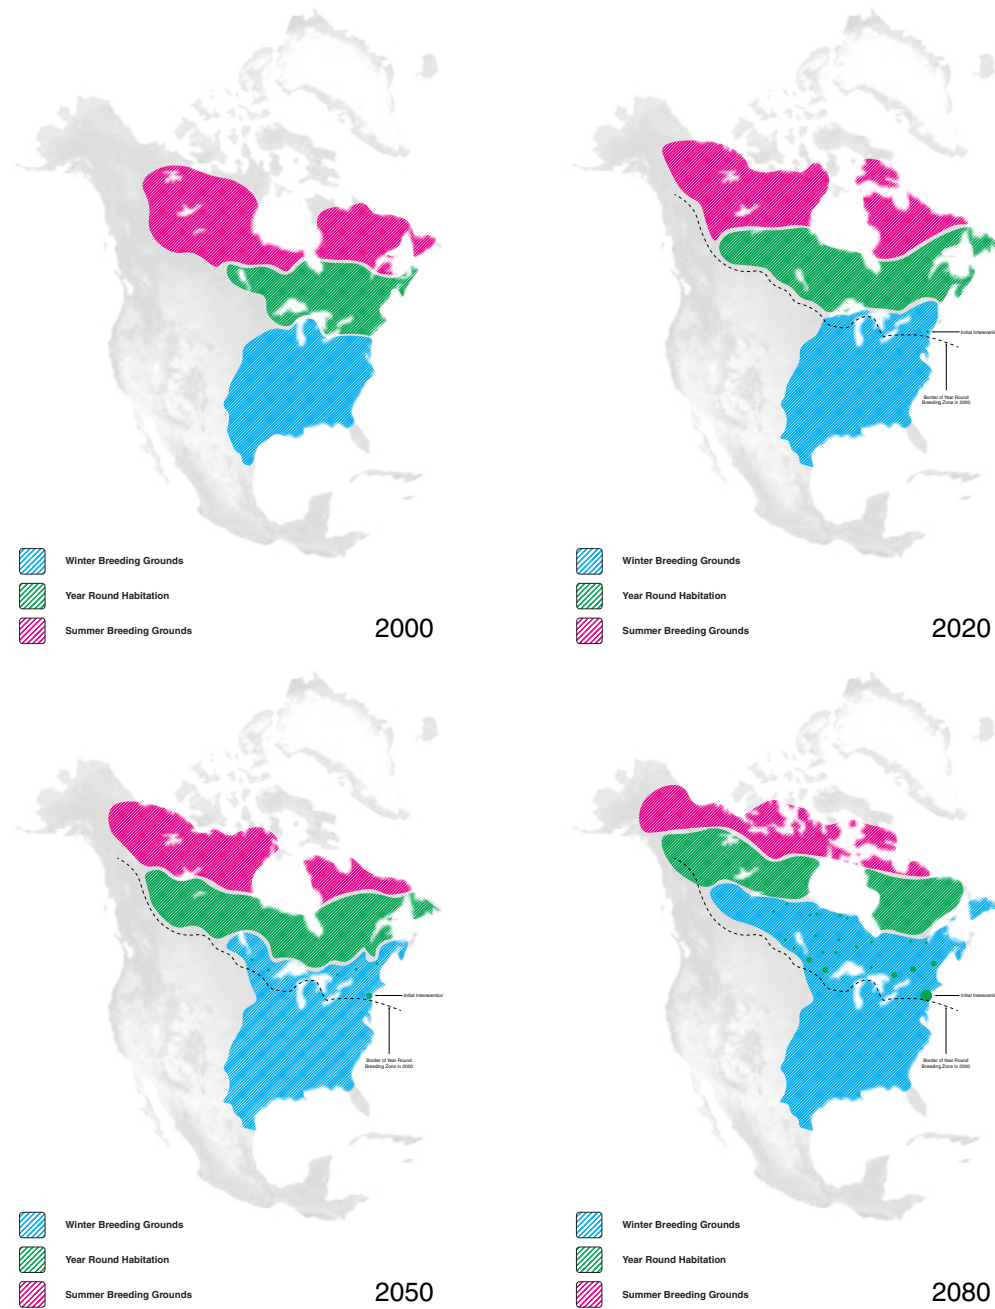 Initial Intereventi
Border of Year Round
Breeding Zone in 2000
Winter Breeding Grounds
Year Round Habitation
Summer Breeding Grounds
2000
Winter Breeding Grounds
Year Round Habitation
Summer Breeding Grounds
2020
Initial Interevention
Border of Year Round
Breeding Zone in 2000
Initial Intereventi
Border of Year Round
Breeding Zone in 2000
Winter Breeding Grounds
Year Round Habitation
Summer Breeding Grounds
2050
Winter Breeding Grounds
Year Round Habitation
Summer Breeding Grounds
2080